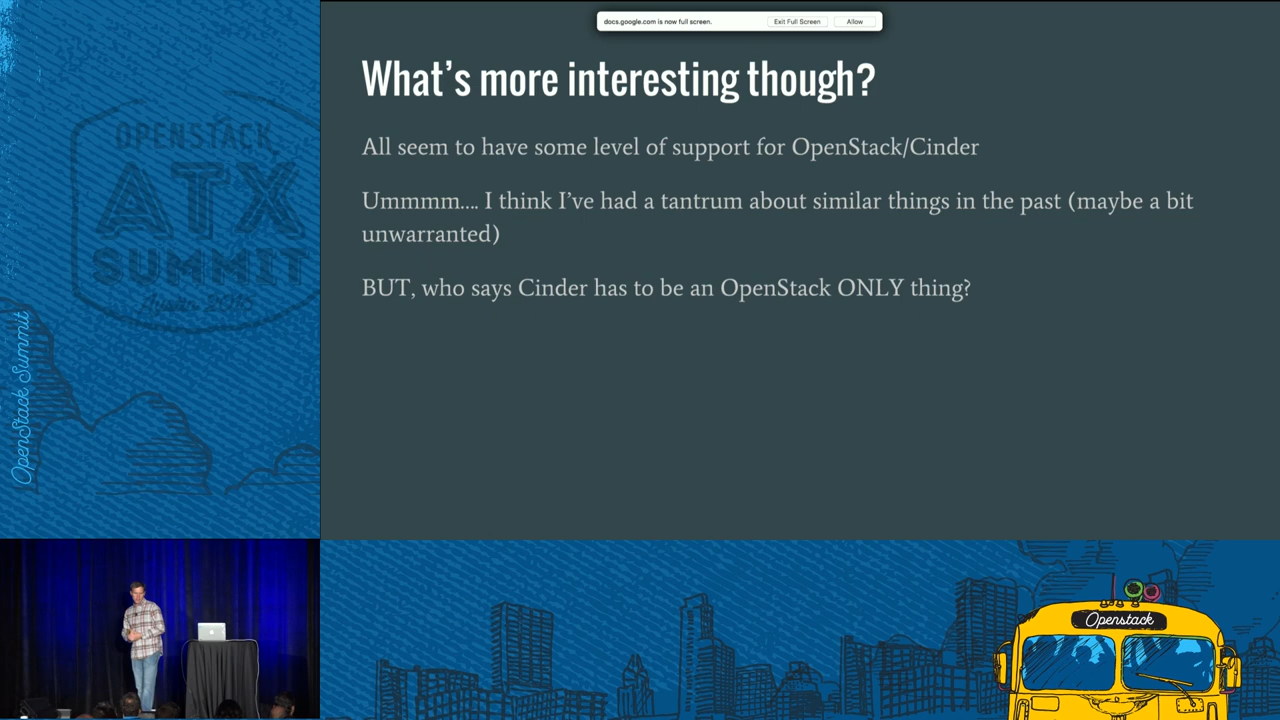 docs.google.com is now full screen.
Exit Full Screen
Allow
What's more interesting though?
All seem to have some level of support for OpenStack/Cinder
Ummmm.... I think I've had a tantrum about similar things in the past (maybe a bit
unwarranted)
BUT, who says Cinder has to be an OpenStack ONLY thing?
OPENSTACK
ATX
SUMMIT
Austin 2016
OpenStack Summit
Openstack